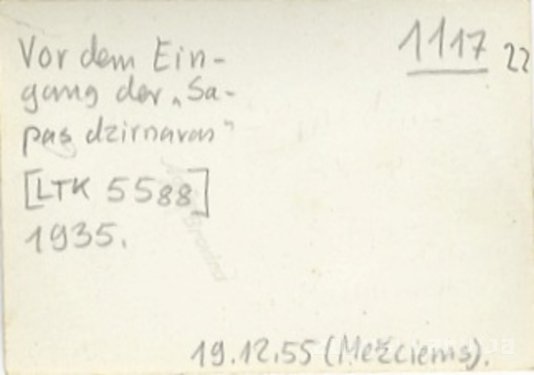 Vor dem Ein-
gang der „Sa-
pas dzirnavas"
[LTK 5588]
1935.
1117
22
19.12.55 (Mežciems).